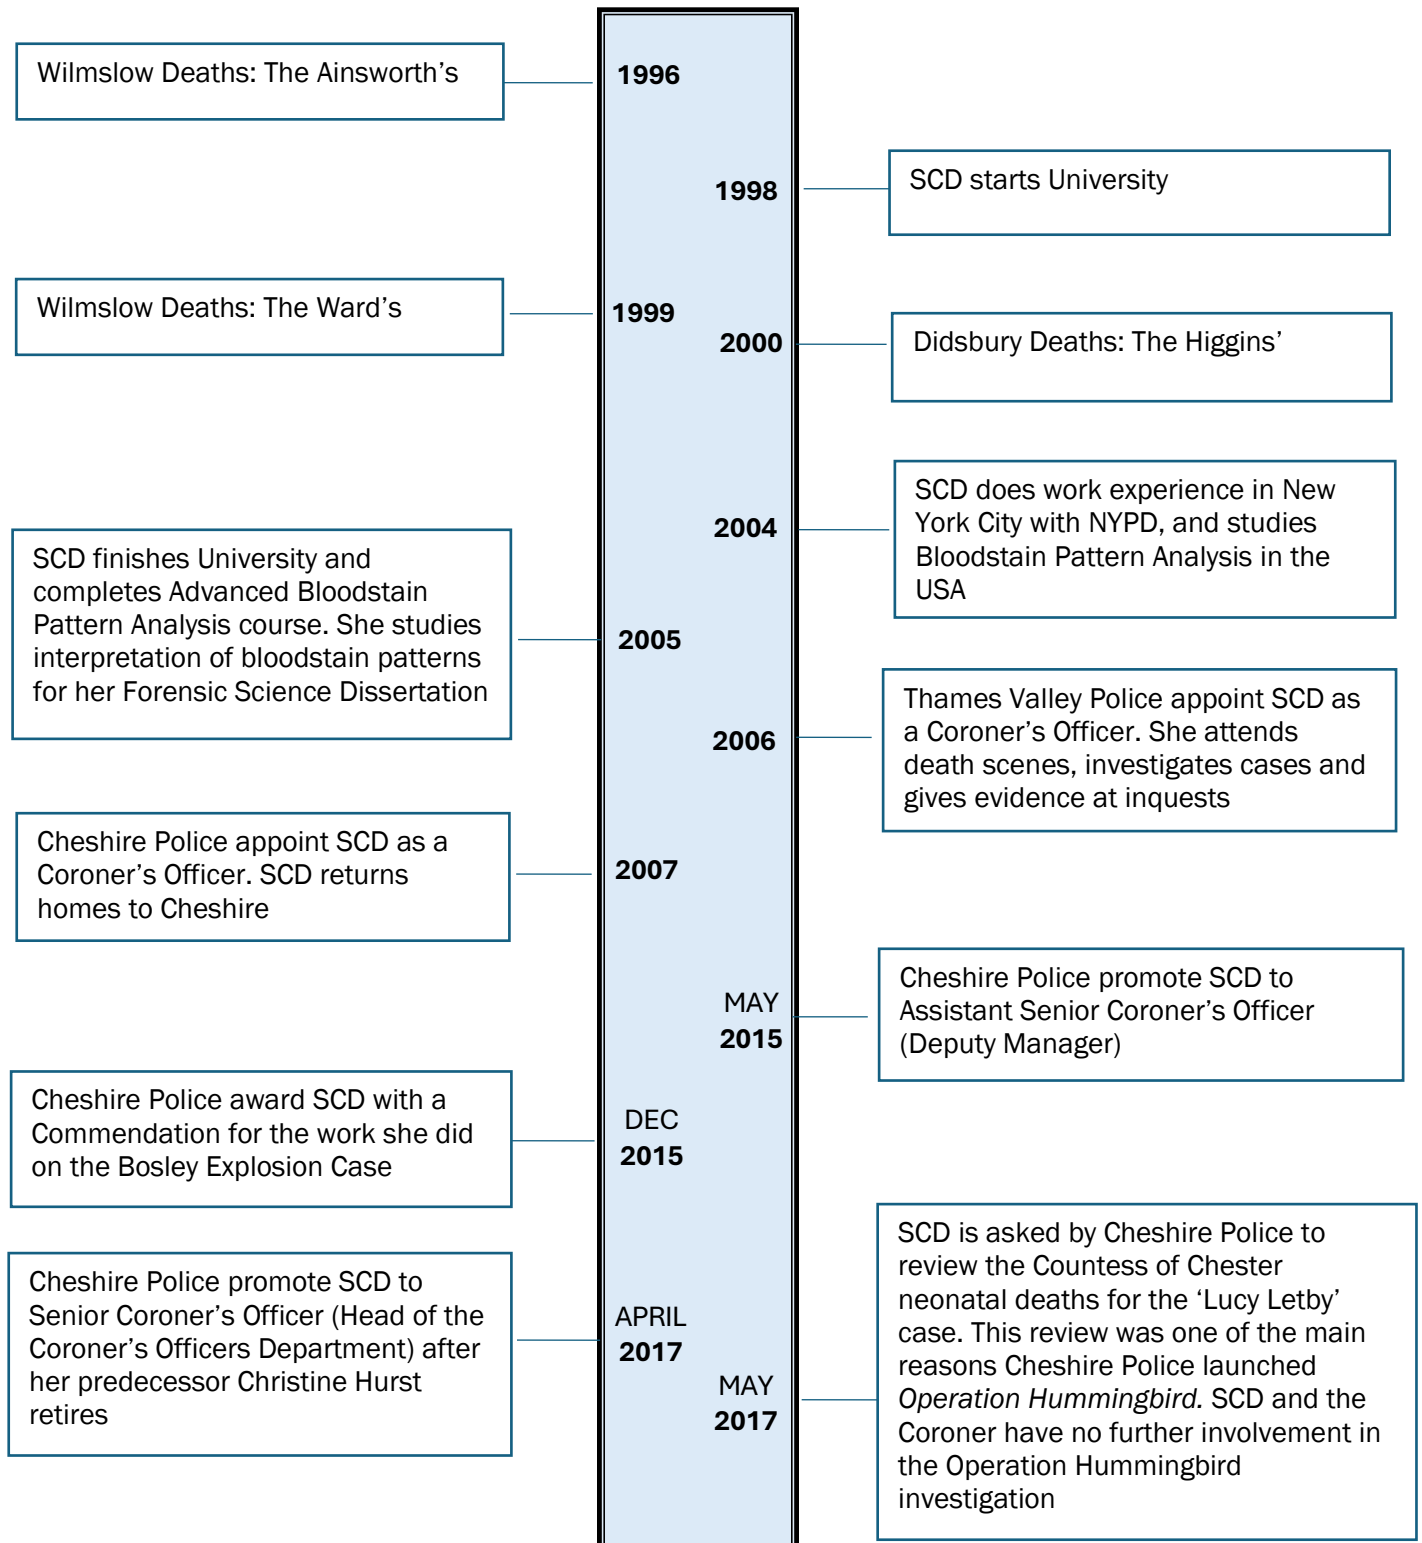 Wilmslow Deaths: The Ainsworth’s
1996
1998
SCD starts University
Wilmslow Deaths: The Ward’s
1999
2000
Didsbury Deaths: The Higgins’
2004
SCD does work experience in New
York City with NYPD, and studies
Bloodstain Pattern Analysis in the
USA
SCD finishes University and
completes Advanced Bloodstain
Pattern Analysis course. She studies
interpretation of bloodstain patterns
for her Forensic Science Dissertation
2005
2006
Thames Valley Police appoint SCD as
a Coroner’s Officer. She attends
death scenes, investigates cases and
gives evidence at inquests
Cheshire Police appoint SCD as a
Coroner’s Officer. SCD returns
homes to Cheshire
2007
MAY
2015
Cheshire Police promote SCD to
Assistant Senior Coroner’s Officer
(Deputy Manager)
Cheshire Police award SCD with a
Commendation for the work she did
on the Bosley Explosion Case
DEC
2015
Cheshire Police promote SCD to
Senior Coroner’s Officer (Head of the
Coroner’s Officers Department) after
her predecessor Christine Hurst
retires
APRIL
2017
MAY
2017
SCD is asked by Cheshire Police to
review the Countess of Chester
neonatal deaths for the ‘Lucy Letby’
case. This review was one of the main
reasons Cheshire Police launched
Operation Hummingbird. SCD and the
Coroner have no further involvement in
the Operation Hummingbird
investigation